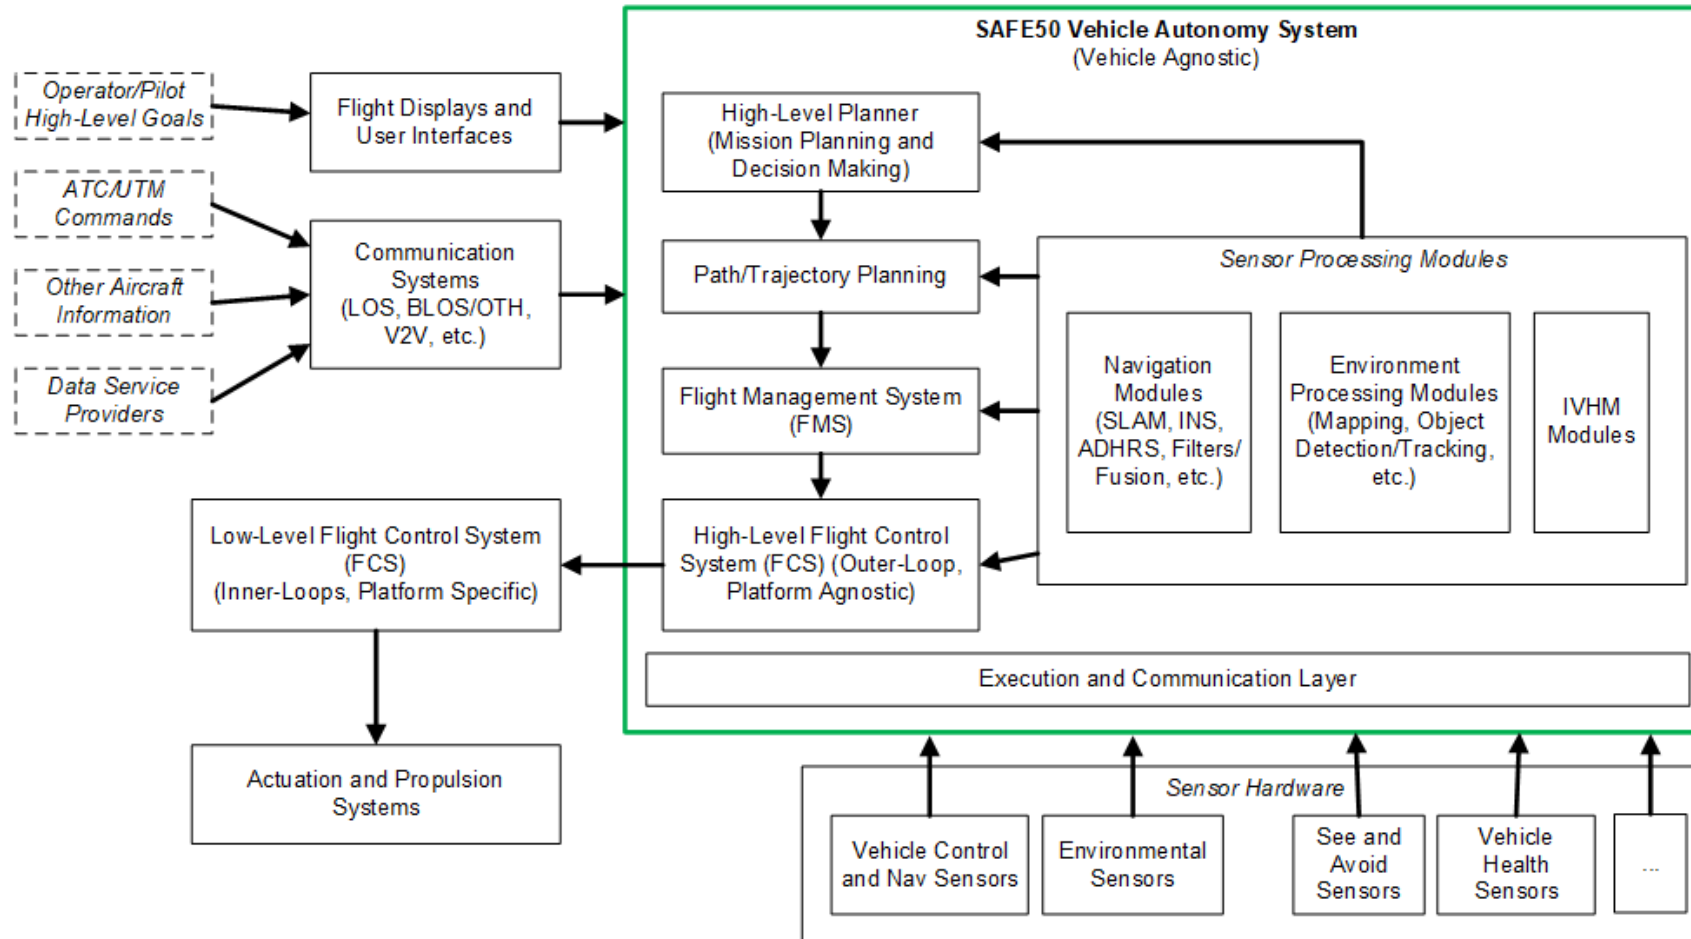 SAFE50 Vehicle Autonomy System
(Vehicle Agnostic)
Operator/Pilot
High-Level Goals
Flight Displays and
User Interfaces
High-Level Planner
(Mission Planning and
Decision Making)
ATC/UTM
Commands
Communication
Systems
(LOS, BLOS/OTH,
V2V, etc.)
Other Aircraft
Information
Data Service
Providers
Path/Trajectory Planning
Sensor Processing Modules
Navigation
Modules
(SLAM, INS,
ADHRS, Filters/
Fusion, etc.)
Environment
Processing Modules
(Mapping, Object
Detection/Tracking,
etc.)
IVHM
Modules
Flight Management System
(FMS)
Low-Level Flight Control System
(FCS)
(Inner-Loops, Platform Specific)
High-Level Flight Control
System (FCS) (Outer-Loop,
Platform Agnostic)
Execution and Communication Layer
Actuation and Propulsion
Systems
Sensor Hardware
Vehicle Control
and Nav Sensors
Environmental
Sensors
See and
Avoid
Sensors
Vehicle
Health
Sensors
...